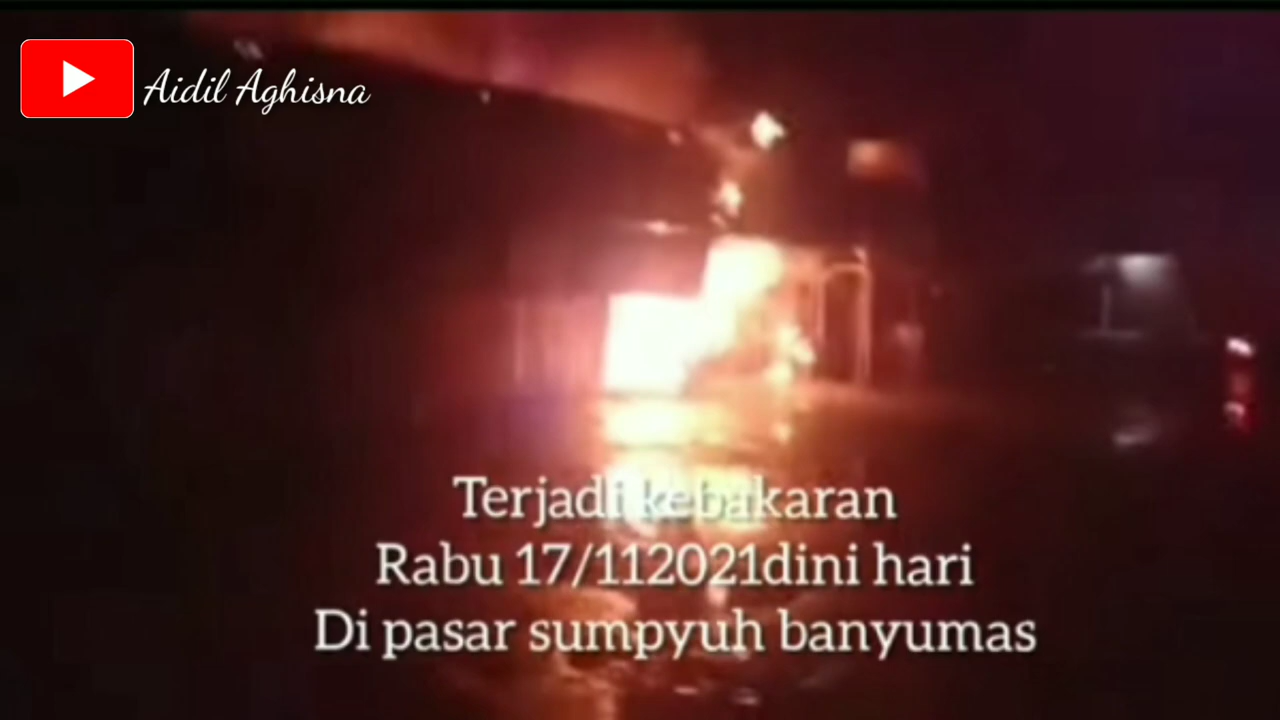 Aidil Aghisna
Terjadi kebakaran
Rabu 17/112021dini hari
Di pasar sumpyuh banyumas